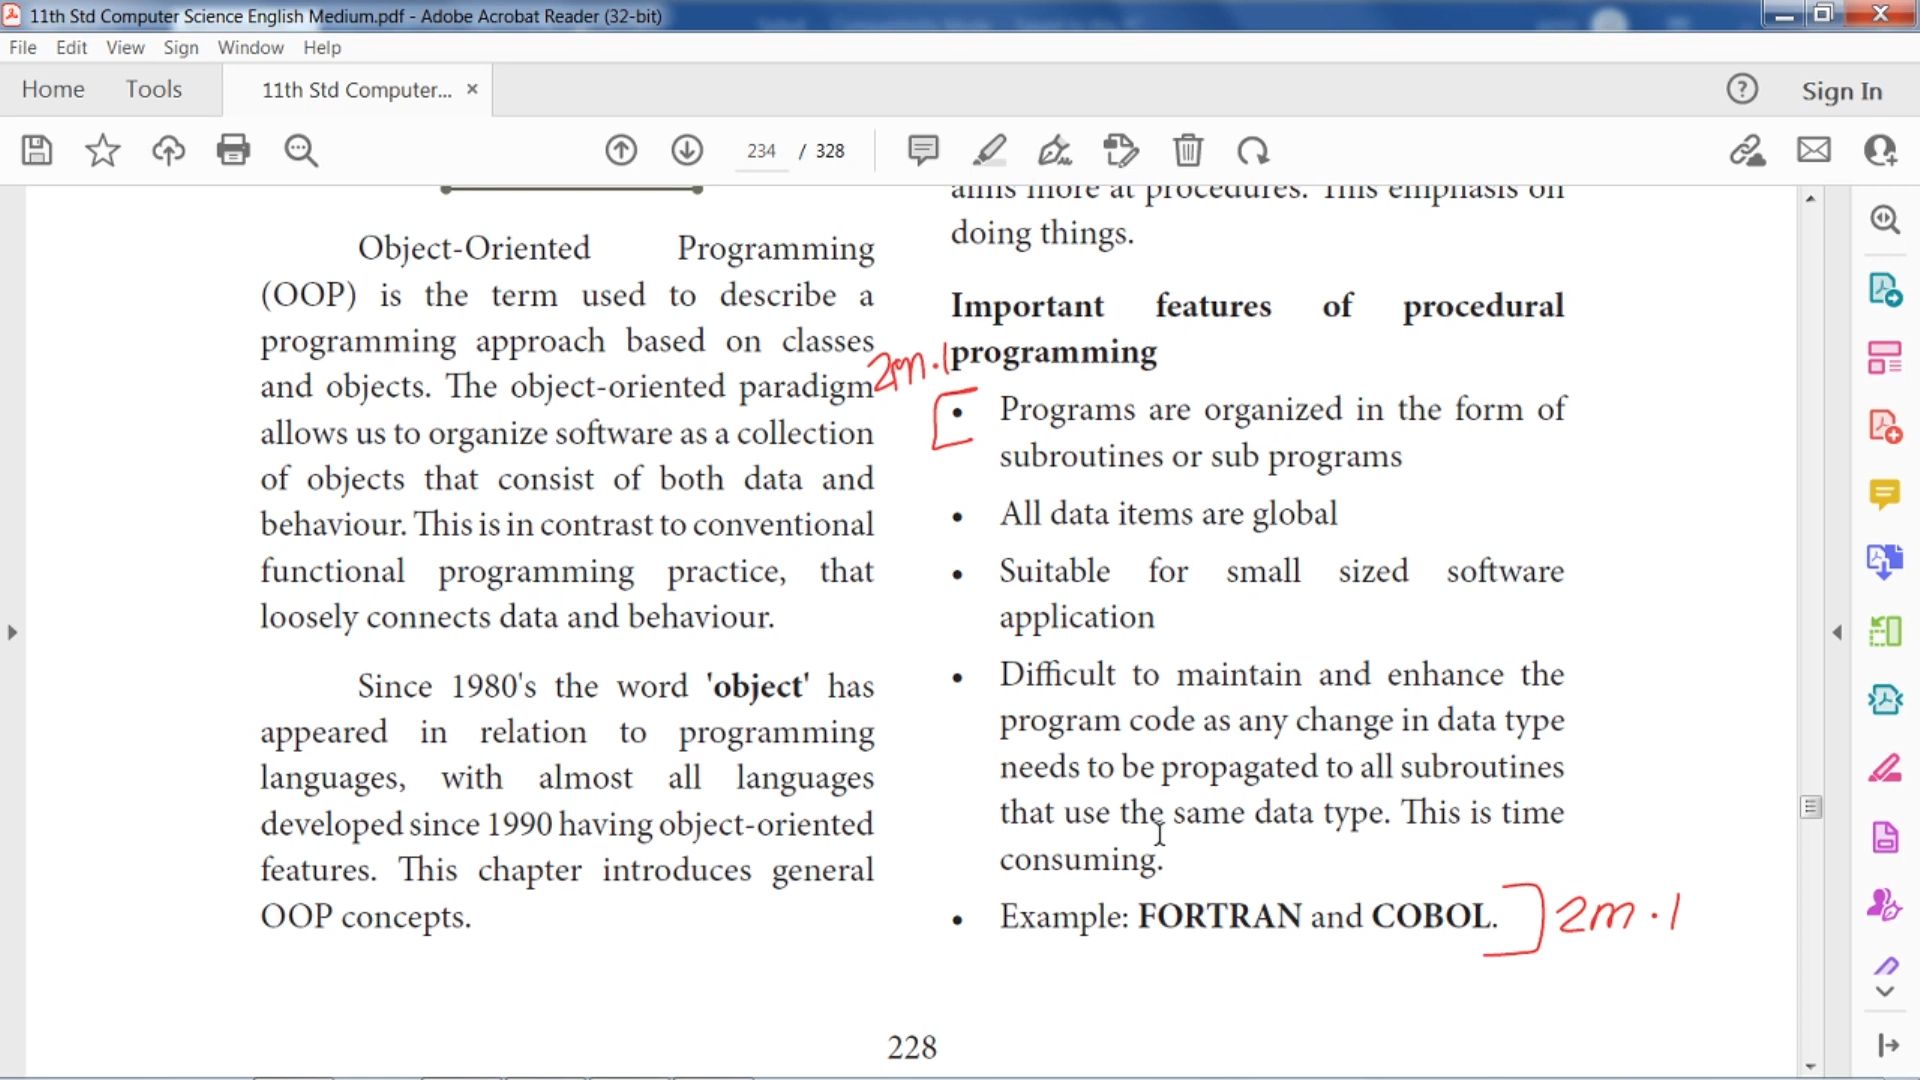 11th Std Computer Science English Medium.pdf - Adobe Acrobat Reader (32-bit)
File Edit View Sign Window Help
Home Tools 11th Std Computer... × Sign In
234 / 328
Object-Oriented Programming
(OOP) is the term used to describe a
programming approach based on classes
and objects. The object-oriented paradigm
allows us to organize software as a collection
of objects that consist of both data and
behaviour. This is in contrast to conventional
functional programming practice, that
loosely connects data and behaviour.
Since 1980's the word 'object' has
appeared in relation to programming
languages, with almost all languages
developed since 1990 having object-oriented
features. This chapter introduces general
OOP concepts.
aims more at procedures. This emphasis on
doing things.
Important features of procedural
2m.1 programming
• Programs are organized in the form of
subroutines or sub programs
• All data items are global
• Suitable for small sized software
application
• Difficult to maintain and enhance the
program code as any change in data type
needs to be propagated to all subroutines
that use the same data type. This is time
consuming.
• Example: FORTRAN and COBOL. 2m.1
228